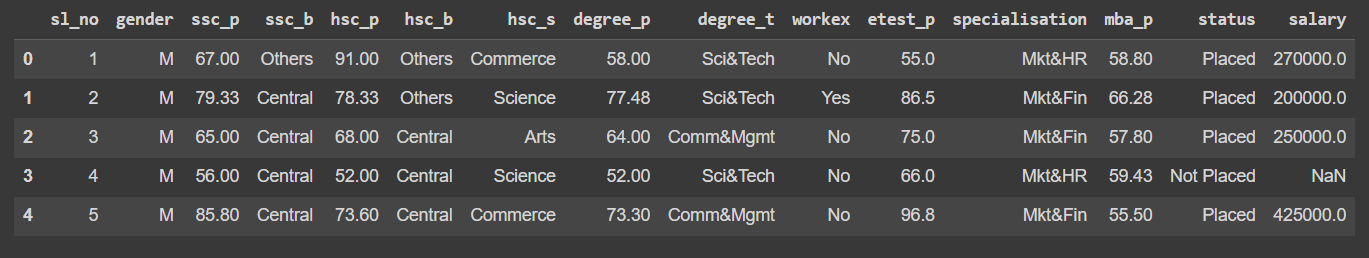 sl_no gender ssc_p ssc_b hsc_p hsc_b hsc_s degree_p degree_t workex etest_p specialisation mba_p status salary
0 1 M 67.00 Others 91.00 Others Commerce 58.00 Sci&Tech No 55.0 Mkt&HR 58.80 Placed 270000.0
1 2 M 79.33 Central 78.33 Others Science 77.48 Sci&Tech Yes 86.5 Mkt&Fin 66.28 Placed 200000.0
2 3 M 65.00 Central 68.00 Central Arts 64.00 Comm&Mgmt No 75.0 Mkt&Fin 57.80 Placed 250000.0
3 4 M 56.00 Central 52.00 Central Science 52.00 Sci&Tech No 66.0 Mkt&HR 59.43 Not Placed NaN
4 5 M 85.80 Central 73.60 Central Commerce 73.30 Comm&Mgmt No 96.8 Mkt&Fin 55.50 Placed 425000.0